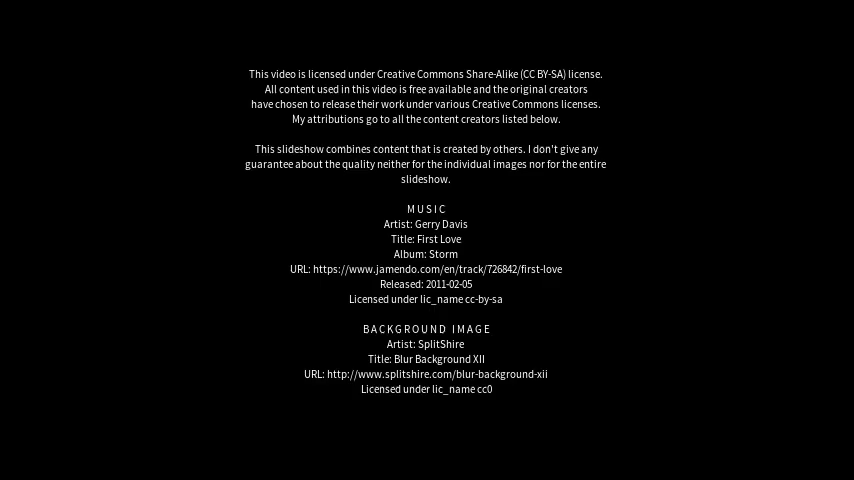 This video is licensed under Creative Commons Share-Alike (CC BY-SA) license.
All content used in this video is free available and the original creators
have chosen to release their work under various Creative Commons licenses.
My attributions go to all the content creators listed below.
This slideshow combines content that is created by others. I don't give any
guarantee about the quality neither for the individual images nor for the entire
slideshow.
MUSIC
Artist: Gerry Davis
Title: First Love
Album: Storm
URL: https://www.jamendo.com/en/track/726842/first-love
Released: 2011-02-05
Licensed under lic_name cc-by-sa
BACKGROUND IMAGE
Artist: SplitShire
Title: Blur Background XII
URL: http://www.splitshire.com/blur-background-xii
Licensed under lic_name cc0